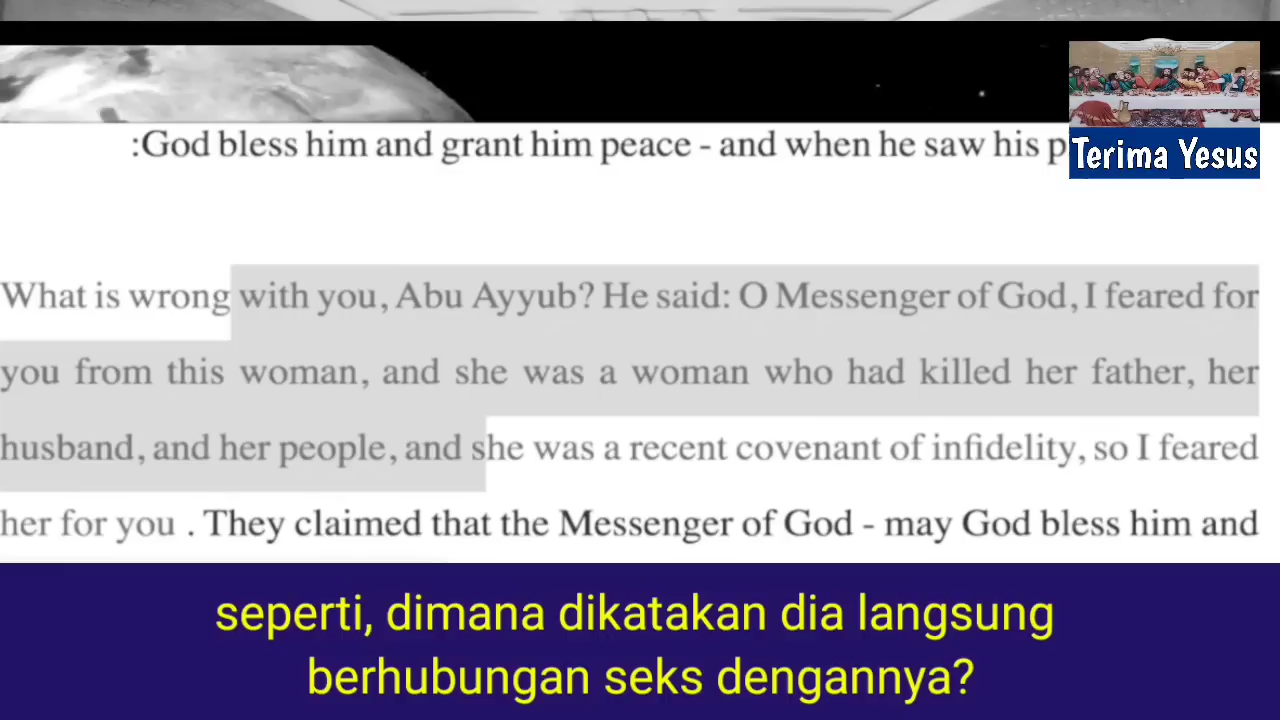 :God bless him and grant him peace - and when he saw his
Terima Yesus
What is wrong with you, Abu Ayyub? He said: O Messenger of God, I feared for
you from this woman, and she was a woman who had killed her father, her
husband, and her people, and she was a recent covenant of infidelity, so I feared
her for you . They claimed that the Messenger of God - may God bless him and
seperti, dimana dikatakan dia langsung
berhubungan seks dengannya?